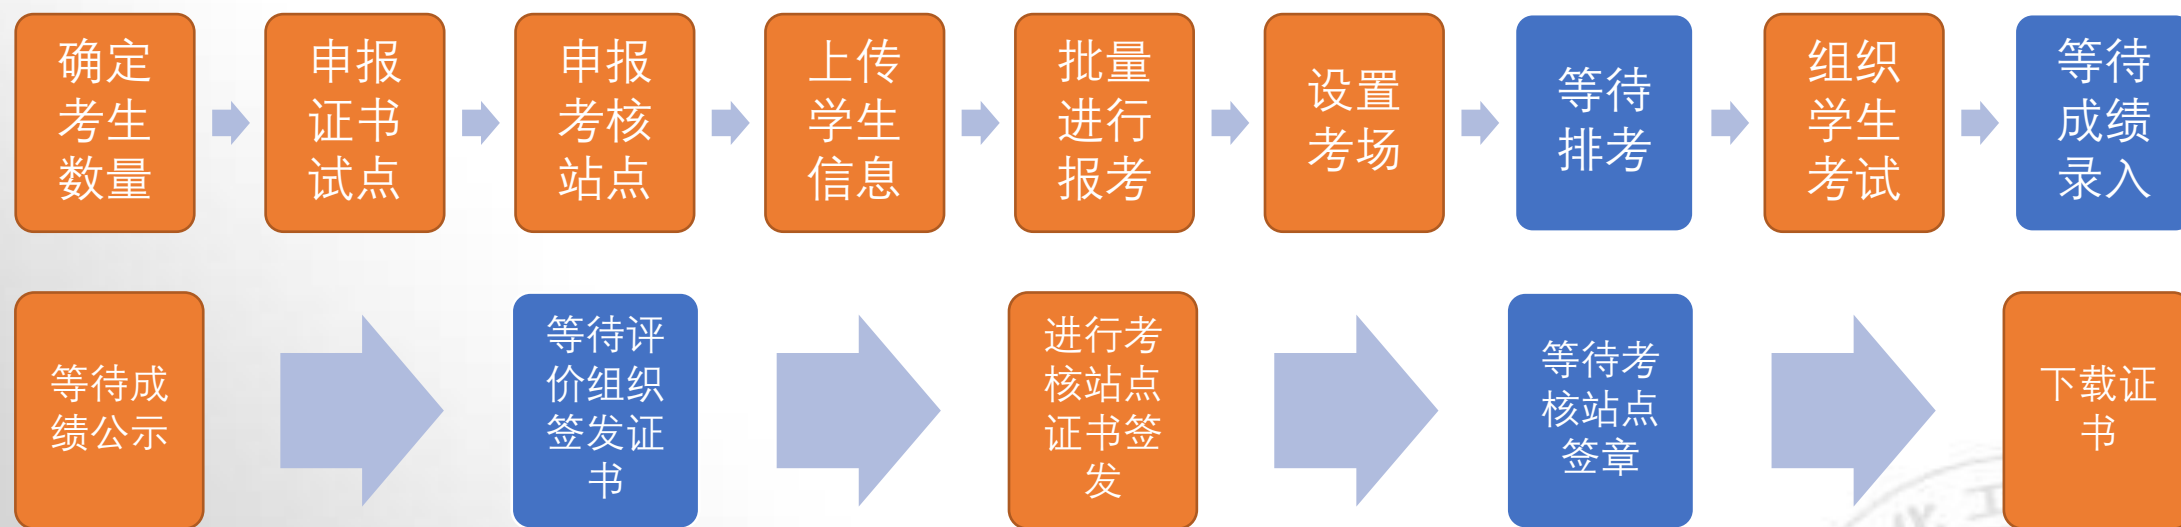 确定
考生
数量
申报
证书
试点
申报
考核
站点
上传
学生
信息
批量
进行
报考
设置
考场
等待
排考
组织
学生
考试
等待
成绩
录入
等待成
绩公示
等待评
价组织
签发证
书
进行考
核站点
证书签
发
等待考
核站点
签章
下载证
书